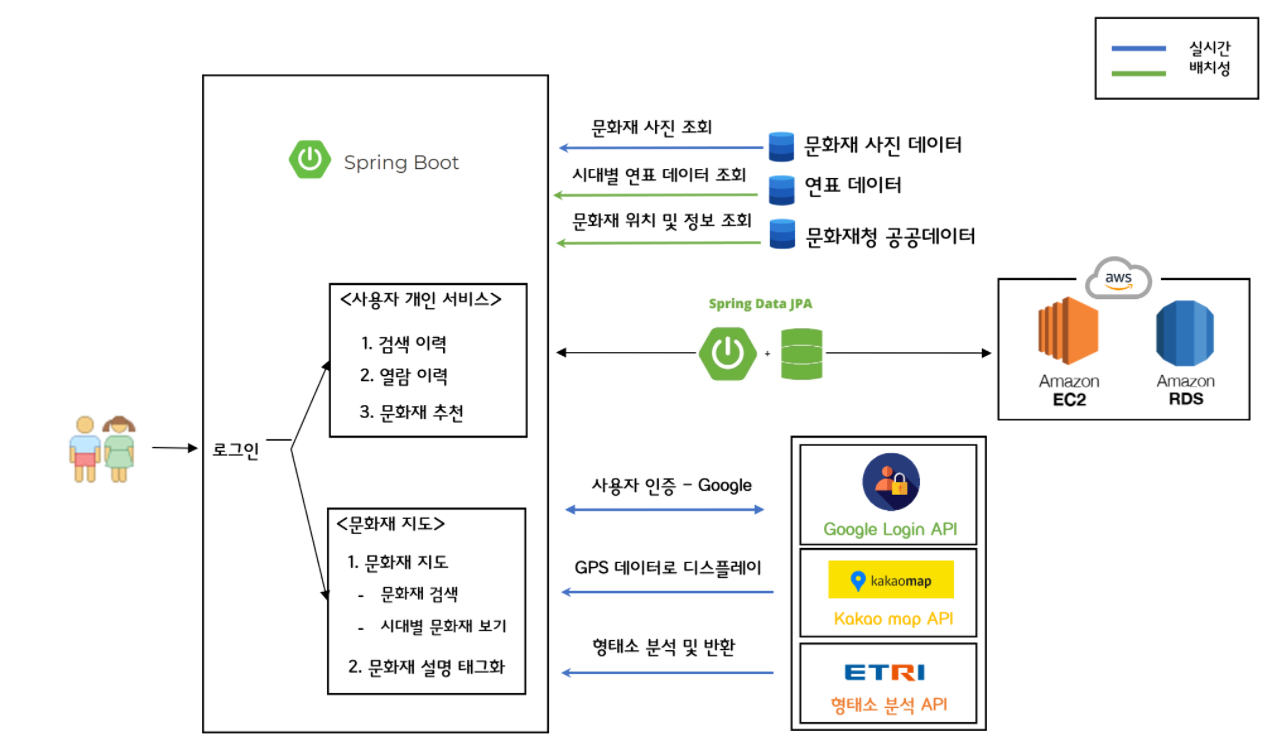 실시간
배치성
Spring Boot
문화재 사진 조회
문화재 사진 데이터
시대별 연표 데이터 조회
연표 데이터
문화재 위치 및 정보 조회
문화재청 공공데이터
<사용자 개인 서비스>
1. 검색 이력
2. 열람 이력
3. 문화재 추천
Spring Data JPA
+
aws
Amazon
EC2
Amazon
RDS
로그인
<문화재 지도>
1. 문화재 지도
- 문화재 검색
- 시대별 문화재 보기
2. 문화재 설명 태그화
사용자 인증 - Google
Google Login API
GPS 데이터로 디스플레이
kakaomap
Kakao map API
형태소 분석 및 반환
ETRI
형태소 분석 API